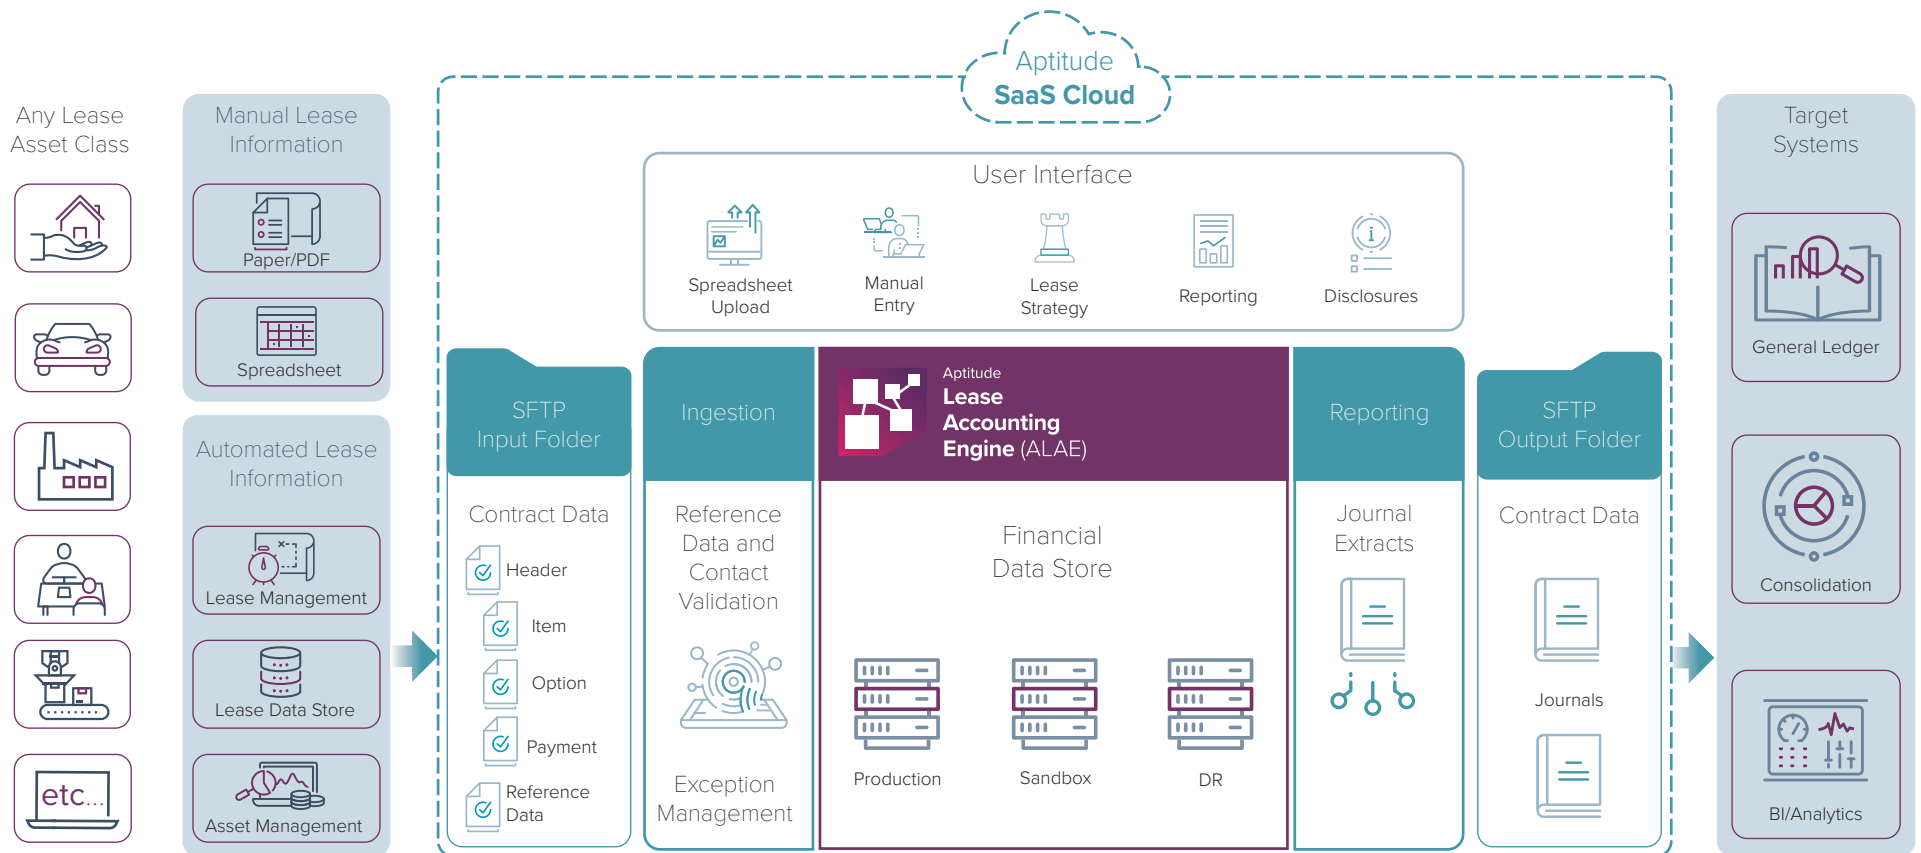 Aptitude
SaaS Cloud
Any Lease
Asset Class
etc...
Manual Lease
Information
Paper/PDF
Spreadsheet
Automated Lease
Information
Lease Management
Lease Data Store
Asset Management
User Interface
Spreadsheet
Upload
Manual
Entry
Lease
Strategy
Reporting
Disclosures
SFTP
Input Folder
Contract Data
Header
Item
Option
Payment
Reference
Data
Ingestion
Reference
Data and
Contact
Validation
Exception
Management
Aptitude
Lease
Accounting
Engine (ALAE)
Financial
Data Store
Production
Sandbox
DR
Reporting
Journal
Extracts
SFTP
Output Folder
Contract Data
Journals
Target
Systems
General Ledger
Consolidation
BI/Analytics